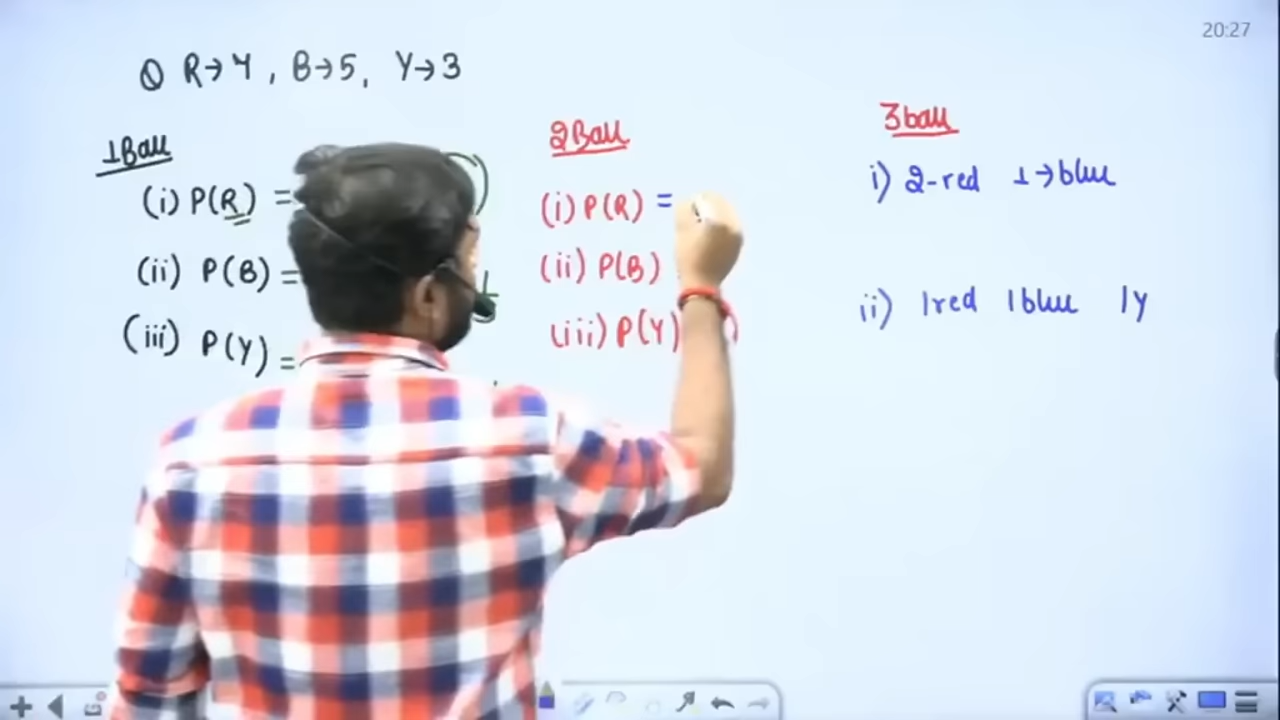 20:27
Q R→4, B→5, Y→3
1Ball
(i) P(R) =
(ii) P(B) =
(iii) P(Y) =
2Ball
(i) P(R) =
(ii) P(B)
(iii) P(Y)
3ball
i) 2-red 1→blue
ii) 1red 1blue 1y